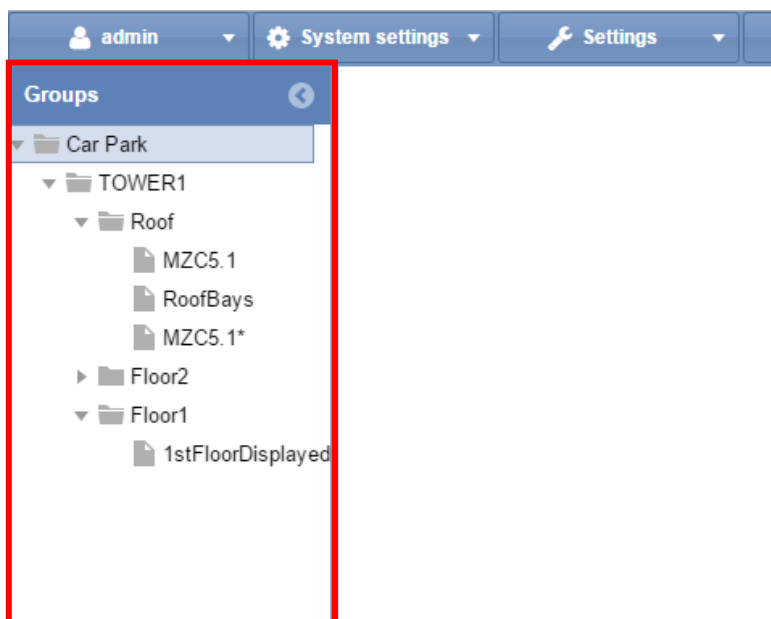 admin System settings Settings
Groups
Car Park
TOWER1
Roof
MZC5.1
RoofBays
MZC5.1*
Floor2
Floor1
1stFloorDisplayed